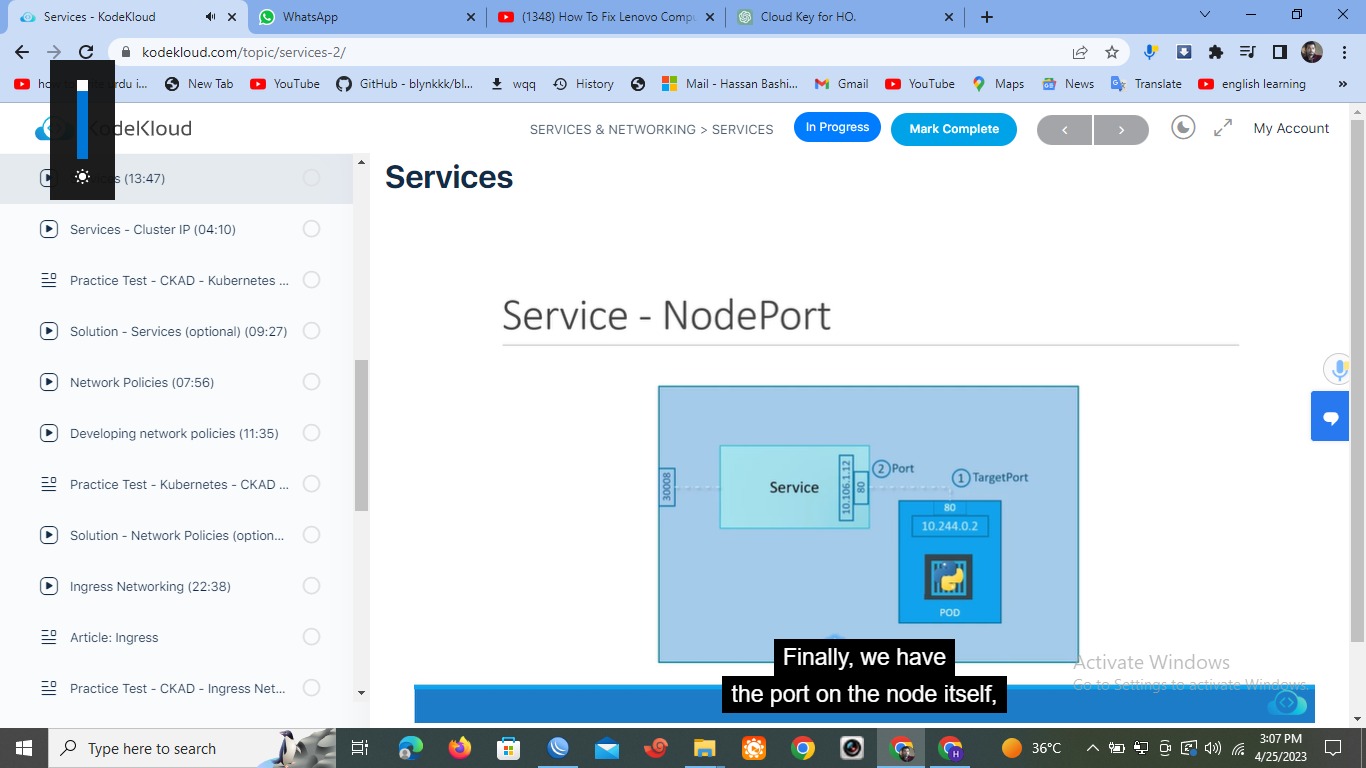 Services - KodeKloud
WhatsApp
(1348) How To Fix Lenovo Compu
Cloud Key for HO.
kodekloud.com/topic/services-2/
New Tab
YouTube
GitHub - blynkkk/bl...
wqq
History
Mail - Hassan Bashi...
Gmail
YouTube
Maps
News
Translate
english learning
»
KodeKloud
SERVICES & NETWORKING > SERVICES
In Progress
Mark Complete
My Account
(13:47)
Services - Cluster IP (04:10)
Practice Test - CKAD - Kubernetes ...
Solution - Services (optional) (09:27)
Network Policies (07:56)
Developing network policies (11:35)
Practice Test - Kubernetes - CKAD ...
Solution - Network Policies (option...
Ingress Networking (22:38)
Article: Ingress
Practice Test - CKAD - Ingress Net...
Services
Service - NodePort
30008
Service
10.106.1.12
80
2 Port
1 TargetPort
80
10.244.0.2
POD
Finally, we have
the port on the node itself,
Activate Windows
Go to Settings to activate Windows.
Type here to search
36°C
3:07 PM
4/25/2023